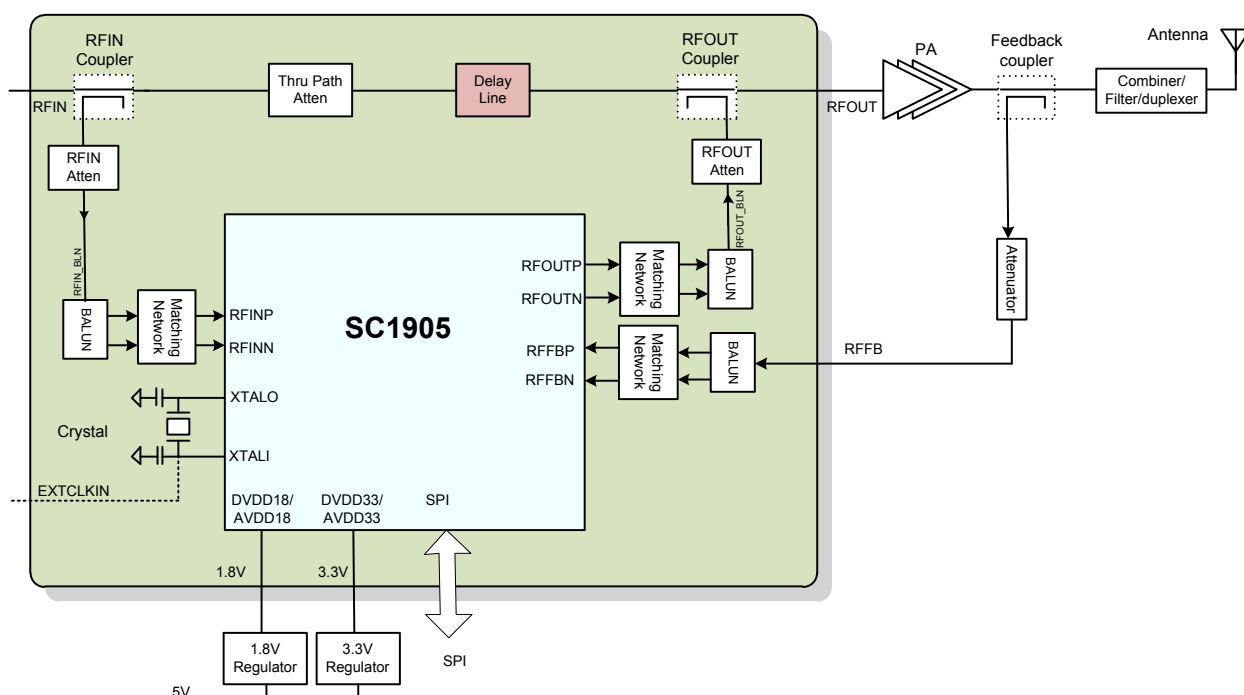 RFIN
Coupler
RFOUT
Coupler
PA
Feedback
coupler
Antenna
Thru Path
Atten
Delay
Line
Combiner/
Filter/duplexer
RFIN
RFOUT
RFIN
Atten
RFOUT
Atten
RFIN_BLN
RFOUT_BLN
BALUN
Matching
Network
RFINP
RFINN
SC1905
RFOUTP
RFOUTN
Matching
Network
BALUN
Attenuator
RFFBP
RFFBN
Matching
Network
BALUN
RFFB
XTALO
Crystal
XTALI
EXTCLKIN
DVDD18/
AVDD18
DVDD33/
AVDD33
SPI
1.8V
3.3V
1.8V
Regulator
3.3V
Regulator
SPI
5V